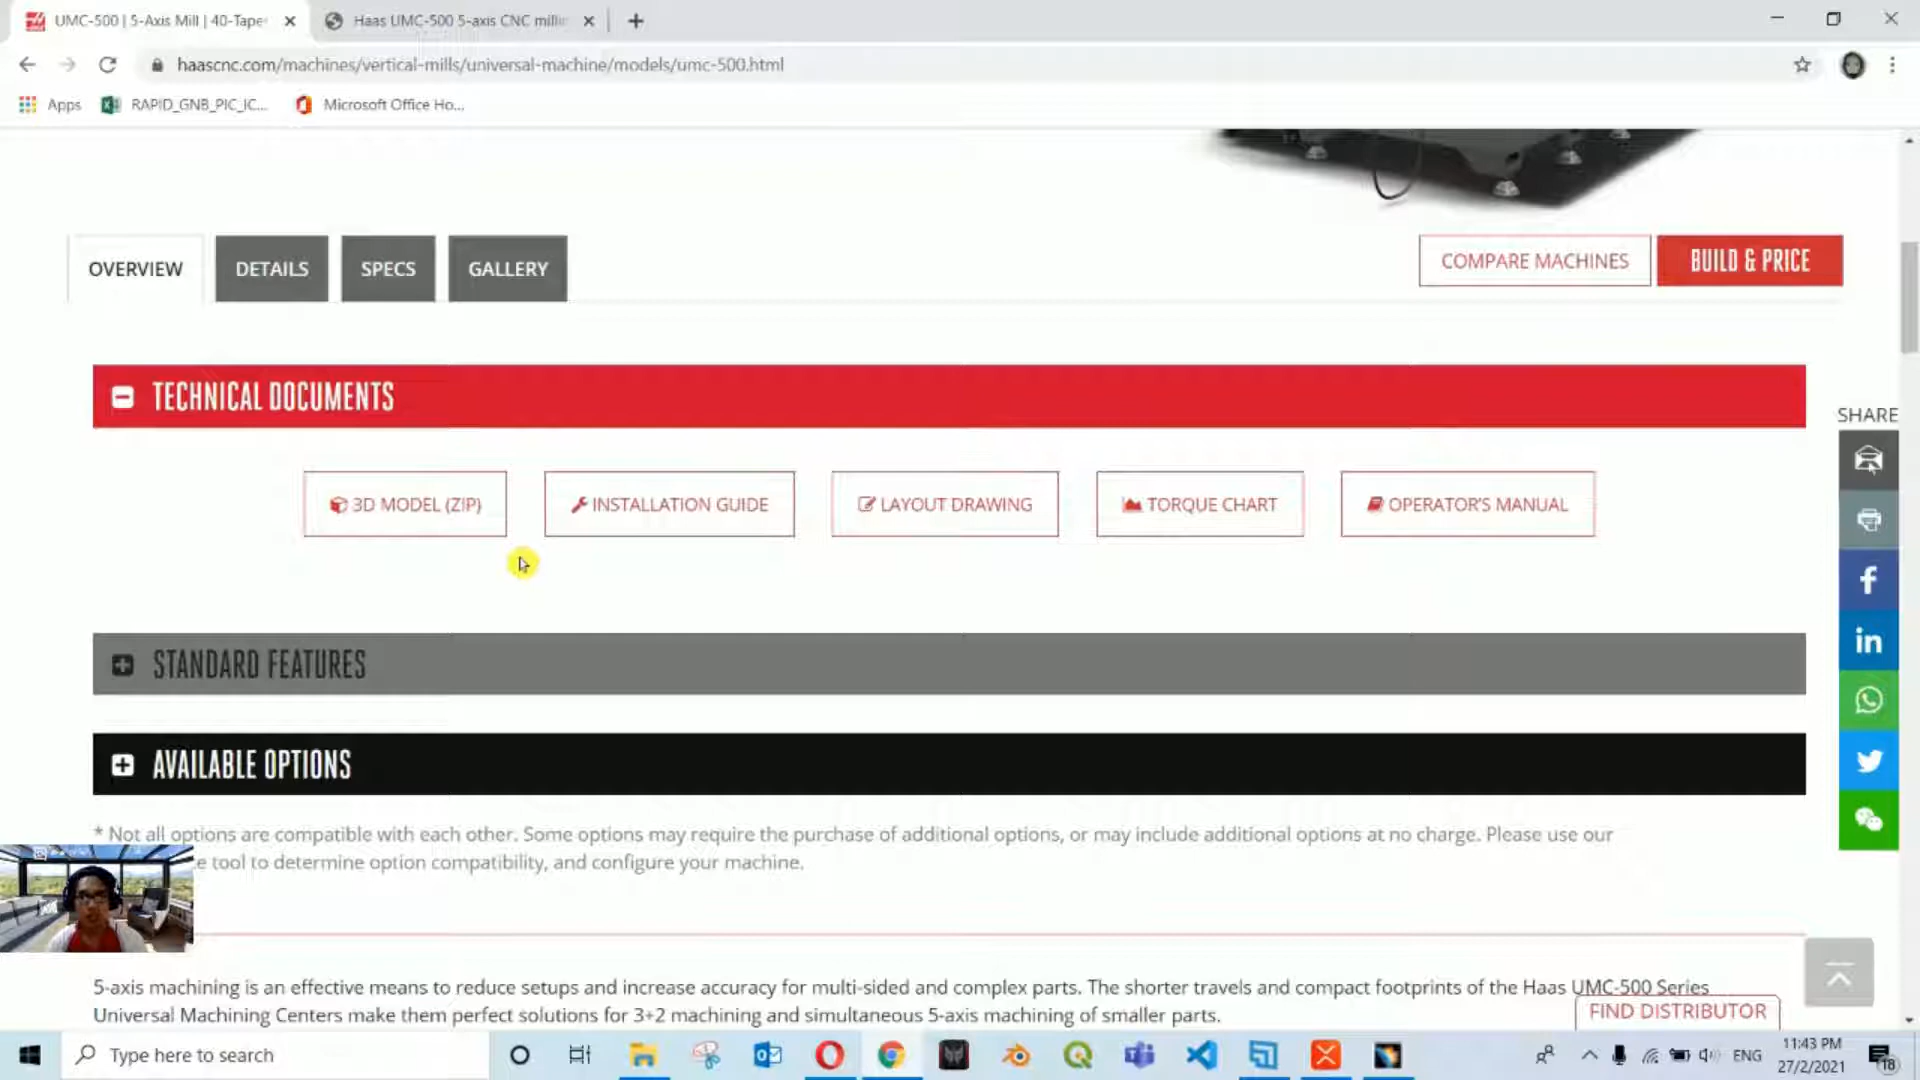 UMC-500 | 5-Axis Mill | 40-Taper
Haas UMC-500 5-axis CNC millin
haascnc.com/machines/vertical-mills/universal-machine/models/umc-500.html
Apps
RAPID_GNB_PIC_IC...
Microsoft Office Ho...
OVERVIEW
DETAILS
SPECS
GALLERY
COMPARE MACHINES
BUILD & PRICE
TECHNICAL DOCUMENTS
SHARE
3D MODEL (ZIP)
INSTALLATION GUIDE
LAYOUT DRAWING
TORQUE CHART
OPERATOR'S MANUAL
STANDARD FEATURES
AVAILABLE OPTIONS
* Not all options are compatible with each other. Some options may require the purchase of additional options, or may include additional options at no charge. Please use our
tool to determine option compatibility, and configure your machine.
5-axis machining is an effective means to reduce setups and increase accuracy for multi-sided and complex parts. The shorter travels and compact footprints of the Haas UMC-500 Series
Universal Machining Centers make them perfect solutions for 3+2 machining and simultaneous 5-axis machining of smaller parts.
FIND DISTRIBUTOR
Type here to search
ENG
11:43 PM
27/2/2021
18